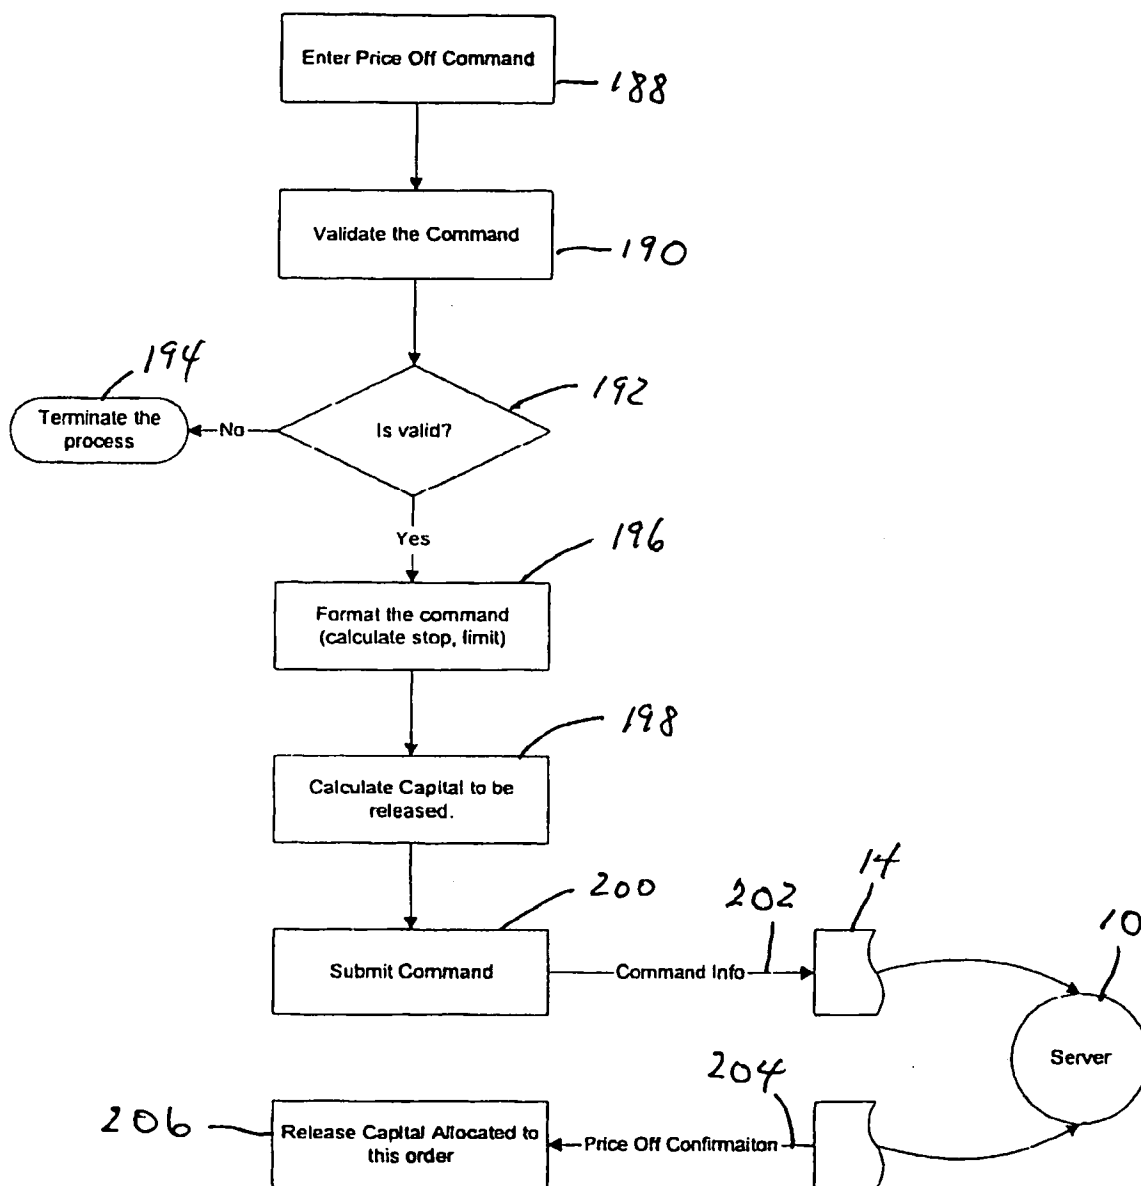 Enter Price Off Command
188
Validate the Command
190
194
192
Terminate the
process
No
Is valid?
Yes
196
Format the command
(calculate stop, limit)
198
Calculate Capital to be
released.
200
202
14
10
Submit Command
Command Info
Server
204
206
Release Capital Allocated to
this order
Price Off Confirmaiton